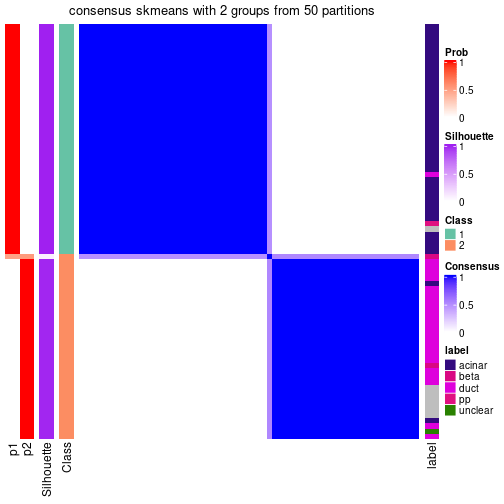 consensus skmeans with 2 groups from 50 partitions
Prob
1
0.5
0
Silhouette
1
0.5
0
Class
1
2
Consensus
1
0.5
0
label
acinar
beta
duct
pp
unclear
p1
p2
Silhouette
Class
label